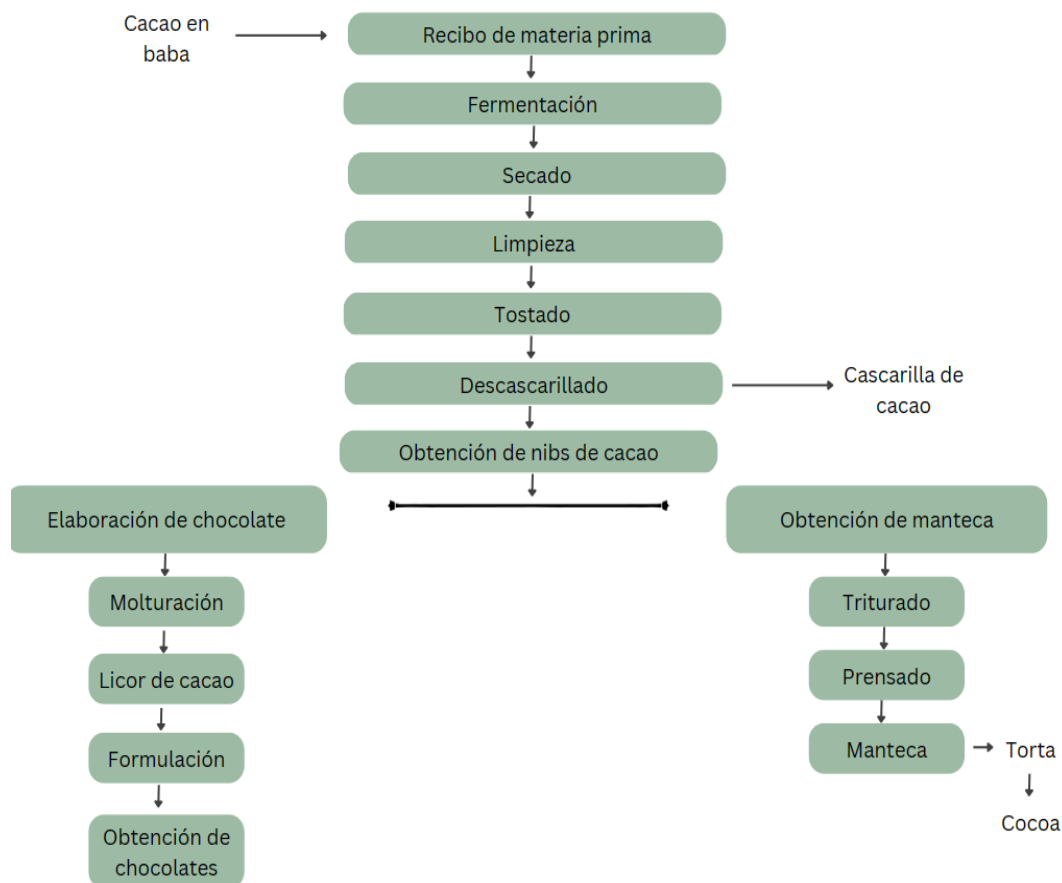 Cacao en
baba
Recibo de materia prima
Fermentación
Secado
Limpieza
Tostado
Descascarillado
Cascarilla de
cacao
Obtención de nibs de cacao
Elaboración de chocolate
Molturación
Licor de cacao
Formulación
Obtención de
chocolates
Obtención de manteca
Triturado
Prensado
Manteca
Torta
Cocoa